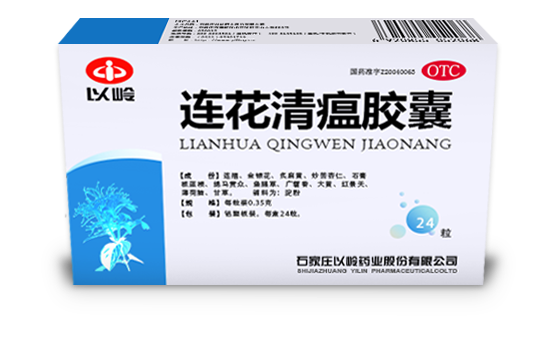 以岭
国药准字Z20040063
OTC
连花清瘟胶囊
LIANHUA QINGWEN JIAONANG
【成 份】连翘、金银花、炙麻黄、炒苦杏仁、石膏
板蓝根、绵马贯众、鱼腥草、广藿香、大黄、红景天、
薄荷脑、甘草。 辅料为:淀粉
【规 格】每粒装0.35克
【包 装】铝塑板装,每盒24粒。
24
粒
石家庄以岭药业股份有限公司
SHIJIAZHUANG YILIN PHARMACEUTICALCOLTD